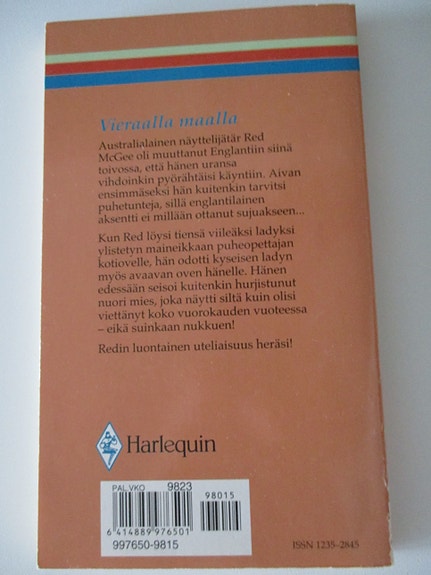 Vieraalla maalla
Australialainen näyttelijätär Red
McGee oli muuttanut Englantiin siinä
toivossa, että hänen uransa
vihdoinkin pyörähtäisi käyntiin. Aivan
ensimmäseksi hän kuitenkin tarvitsi
puhetunteja, sillä englantilainen
aksentti ei millään ottanut sujuakseen...
Kun Red löysi tiensä viileäksi ladyksi
ylistetyn maineikkaan puheopettajan
kotiovelle, hän odotti kyseisen ladyn
myös avaavan oven hänelle. Hänen
edessään seisoi kuitenkin hurjistunut
nuori mies, joka näytti siltä kuin olisi
viettänyt koko vuorokauden vuoteessa
– eikä suinkaan nukkuen!
Redin luontainen uteliaisuus heräsi!
Harlequin
PAL.VKO 9823
98015
6 414889 976501
997650-9815
ISSN 1235–2845